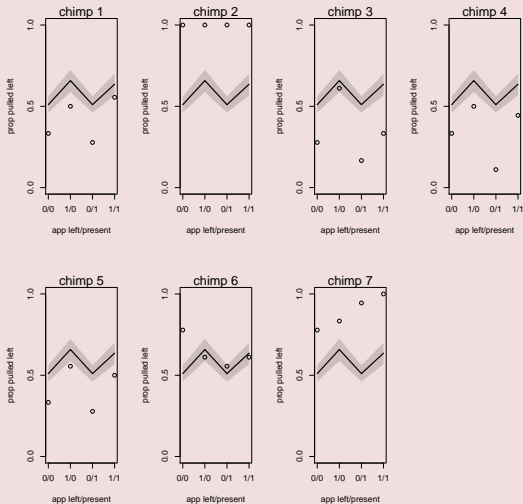 chimp 1
prop pulled left
0.0 0.5 1.0
0/0 1/0 0/1 1/1
app left/present
chimp 2
prop pulled left
0.0 0.5 1.0
0/0 1/0 0/1 1/1
app left/present
chimp 3
prop pulled left
0.0 0.5 1.0
0/0 1/0 0/1 1/1
app left/present
chimp 4
prop pulled left
0.0 0.5 1.0
0/0 1/0 0/1 1/1
app left/present
chimp 5
prop pulled left
0.0 0.5 1.0
0/0 1/0 0/1 1/1
app left/present
chimp 6
prop pulled left
0.0 0.5 1.0
0/0 1/0 0/1 1/1
app left/present
chimp 7
prop pulled left
0.0 0.5 1.0
0/0 1/0 0/1 1/1
app left/present